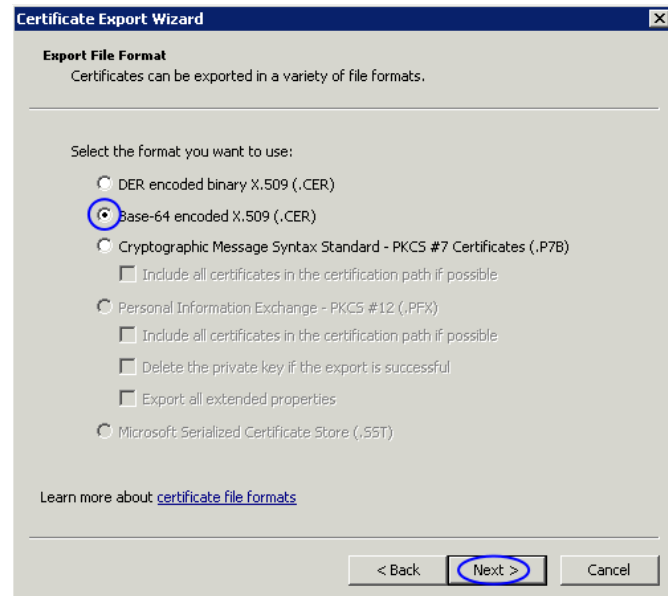 Certificate Export Wizard
Export File Format
Certificates can be exported in a variety of file formats.
Select the format you want to use:
DER encoded binary X.509 (.CER)
Base-64 encoded X.509 (.CER)
Cryptographic Message Syntax Standard - PKCS #7 Certificates (.P7B)
Include all certificates in the certification path if possible
Personal Information Exchange - PKCS #12 (.PFX)
Include all certificates in the certification path if possible
Delete the private key if the export is successful
Export all extended properties
Microsoft Serialized Certificate Store (.SST)
Learn more about certificate file formats
< Back Next > Cancel